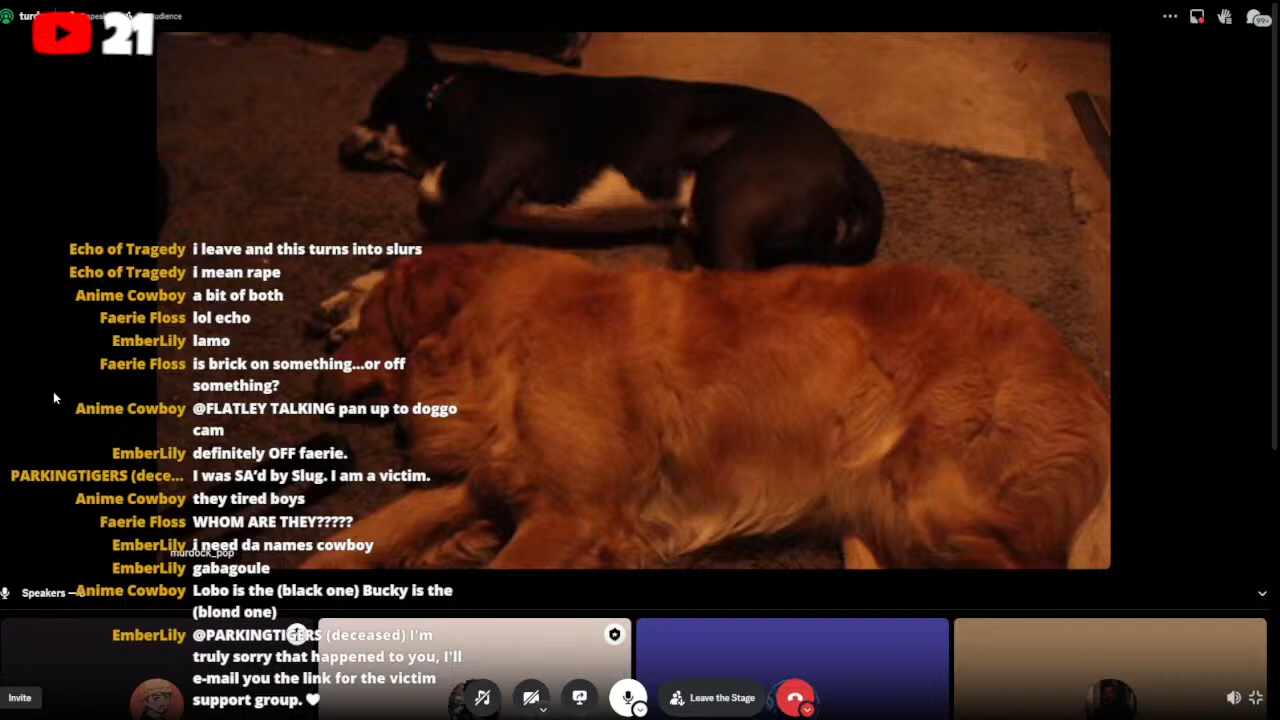 21
99+
Echo of Tragedy i leave and this turns into slurs
Echo of Tragedy i mean rape
Anime Cowboy a bit of both
Faerie Floss lol echo
EmberLily lamo
Faerie Floss is brick on something...or off
something?
Anime Cowboy @FLATLEY TALKING pan up to doggo
cam
EmberLily definitely OFF faerie.
PARKINGTIGERS (dece... I was SA'd by Slug. I am a victim.
Anime Cowboy they tired boys
Faerie Floss WHOM ARE THEY?????
EmberLily i need da names cowboy
murdock_pop
EmberLily gabagoule
Anime Cowboy Lobo is the (black one) Bucky is the
(blond one)
Speakers —
EmberLily @PARKINGTIGERS (deceased) I'm
truly sorry that happened to you, I'll
e-mail you the link for the victim
support group. ♥
Invite
Leave the Stage